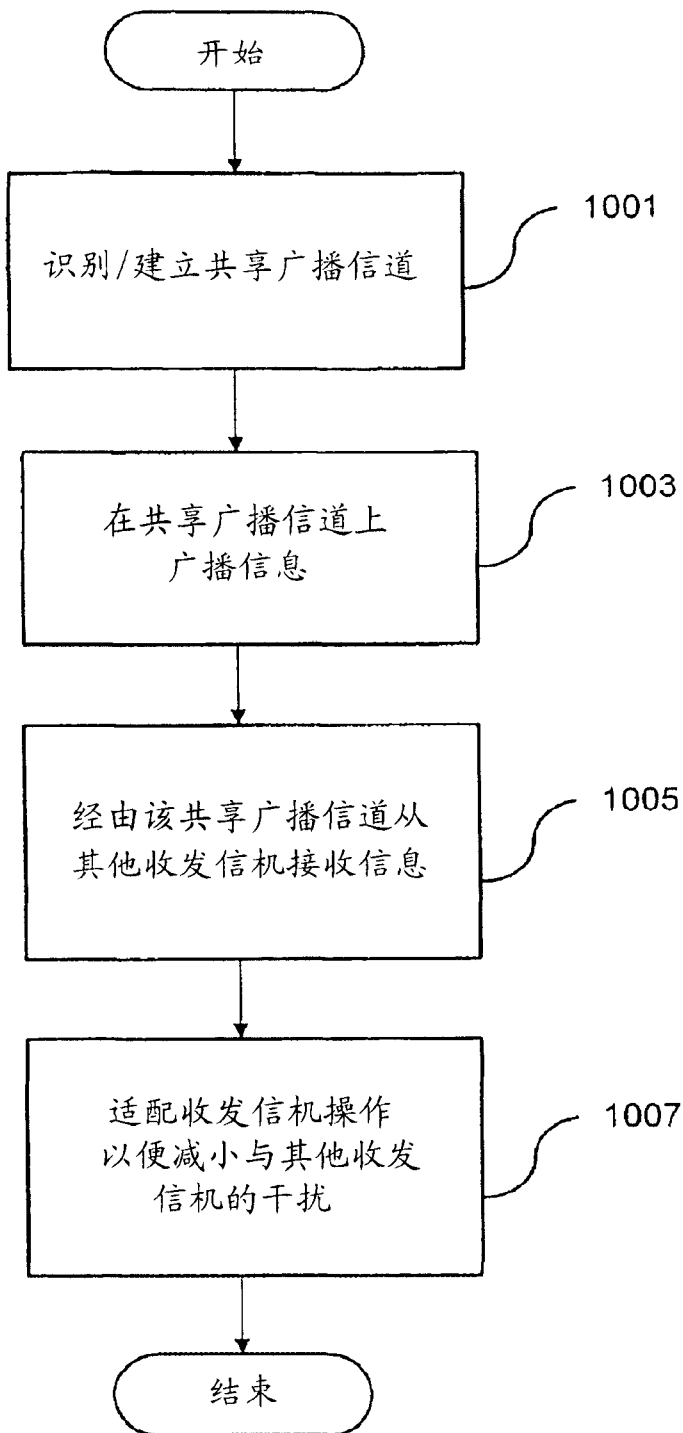 开始
识别/建立共享广播信道
1001
在共享广播信道上
广播信息
1003
经由该共享广播信道从
其他收发信机接收信息
1005
适配收发信机操作
以便减小与其他收发
信机的干扰
1007
结束